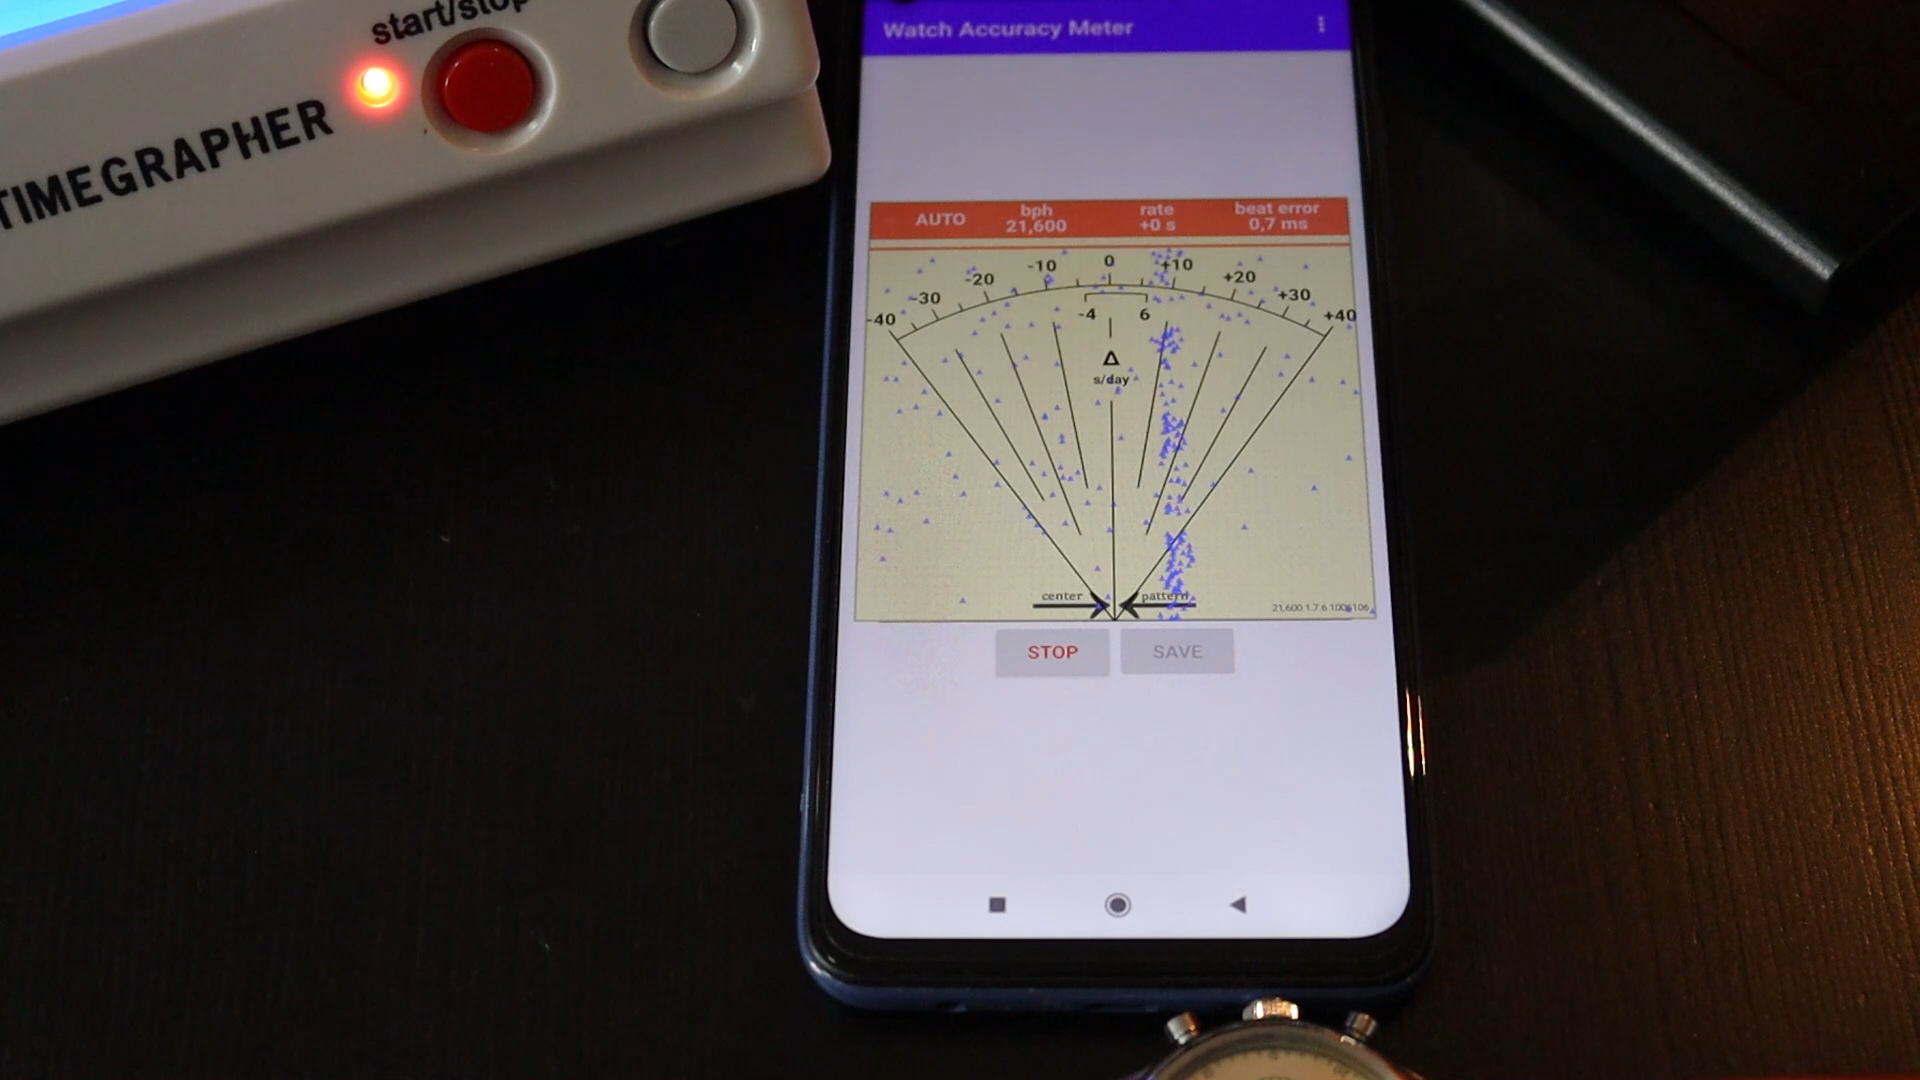 start/stop
TIMEGRAPHER
Watch Accuracy Meter
AUTO
bph
21,600
rate
+0 s
beat error
0,7 ms
-40
-30
-20
-10
0
+10
+20
+30
+40
-4
6
Δ
s/day
center
pattern
STOP
SAVE